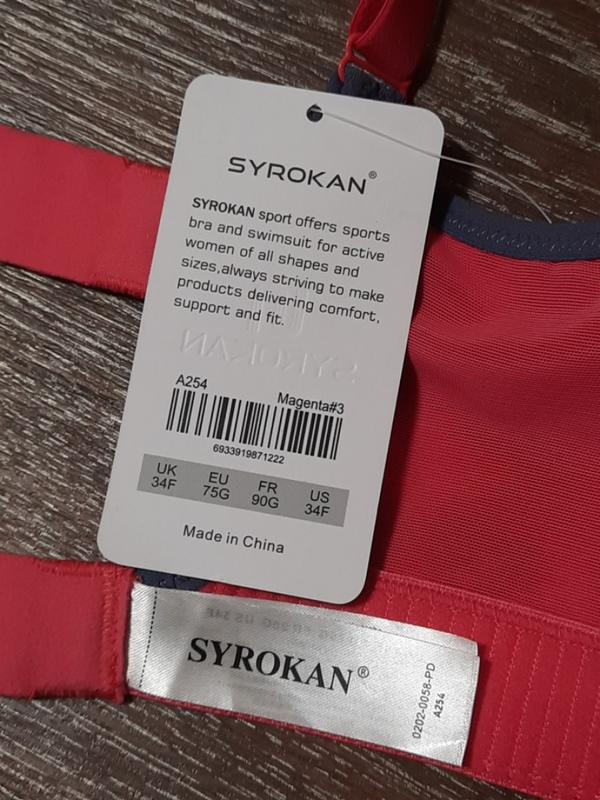 SYROKAN®
SYROKAN sport offers sports
bra and swimsuit for active
women of all shapes and
sizes,always striving to make
products delivering comfort,
support and fit.
SYROKAN
A254 Magenta#3
6933919871222
UK EU FR US
34F 75G 90G 34F
Made in China
SYROKAN®
0202-0058-PD
A254